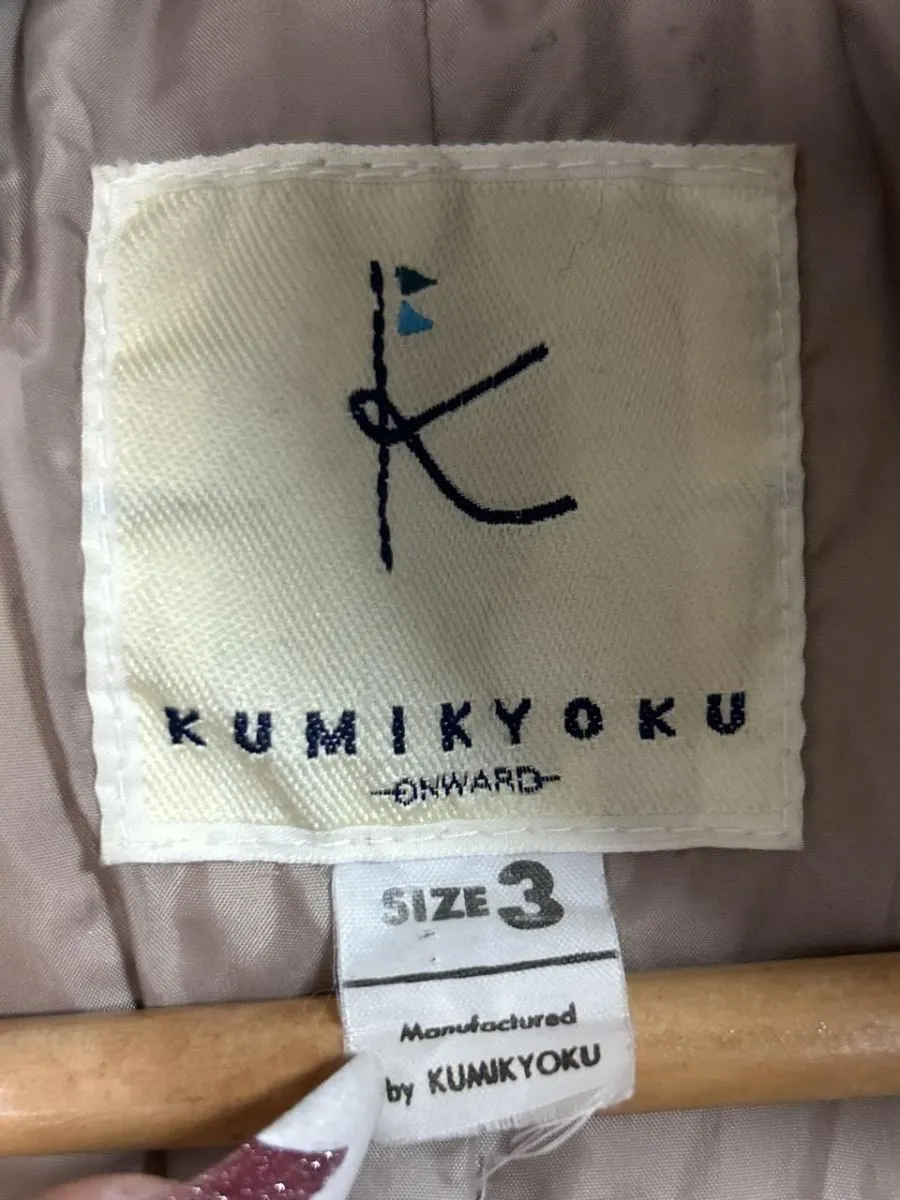 K
KUMIKYOKU
ONWARD
SIZE 3
Manufactured
by KUMIKYOKU